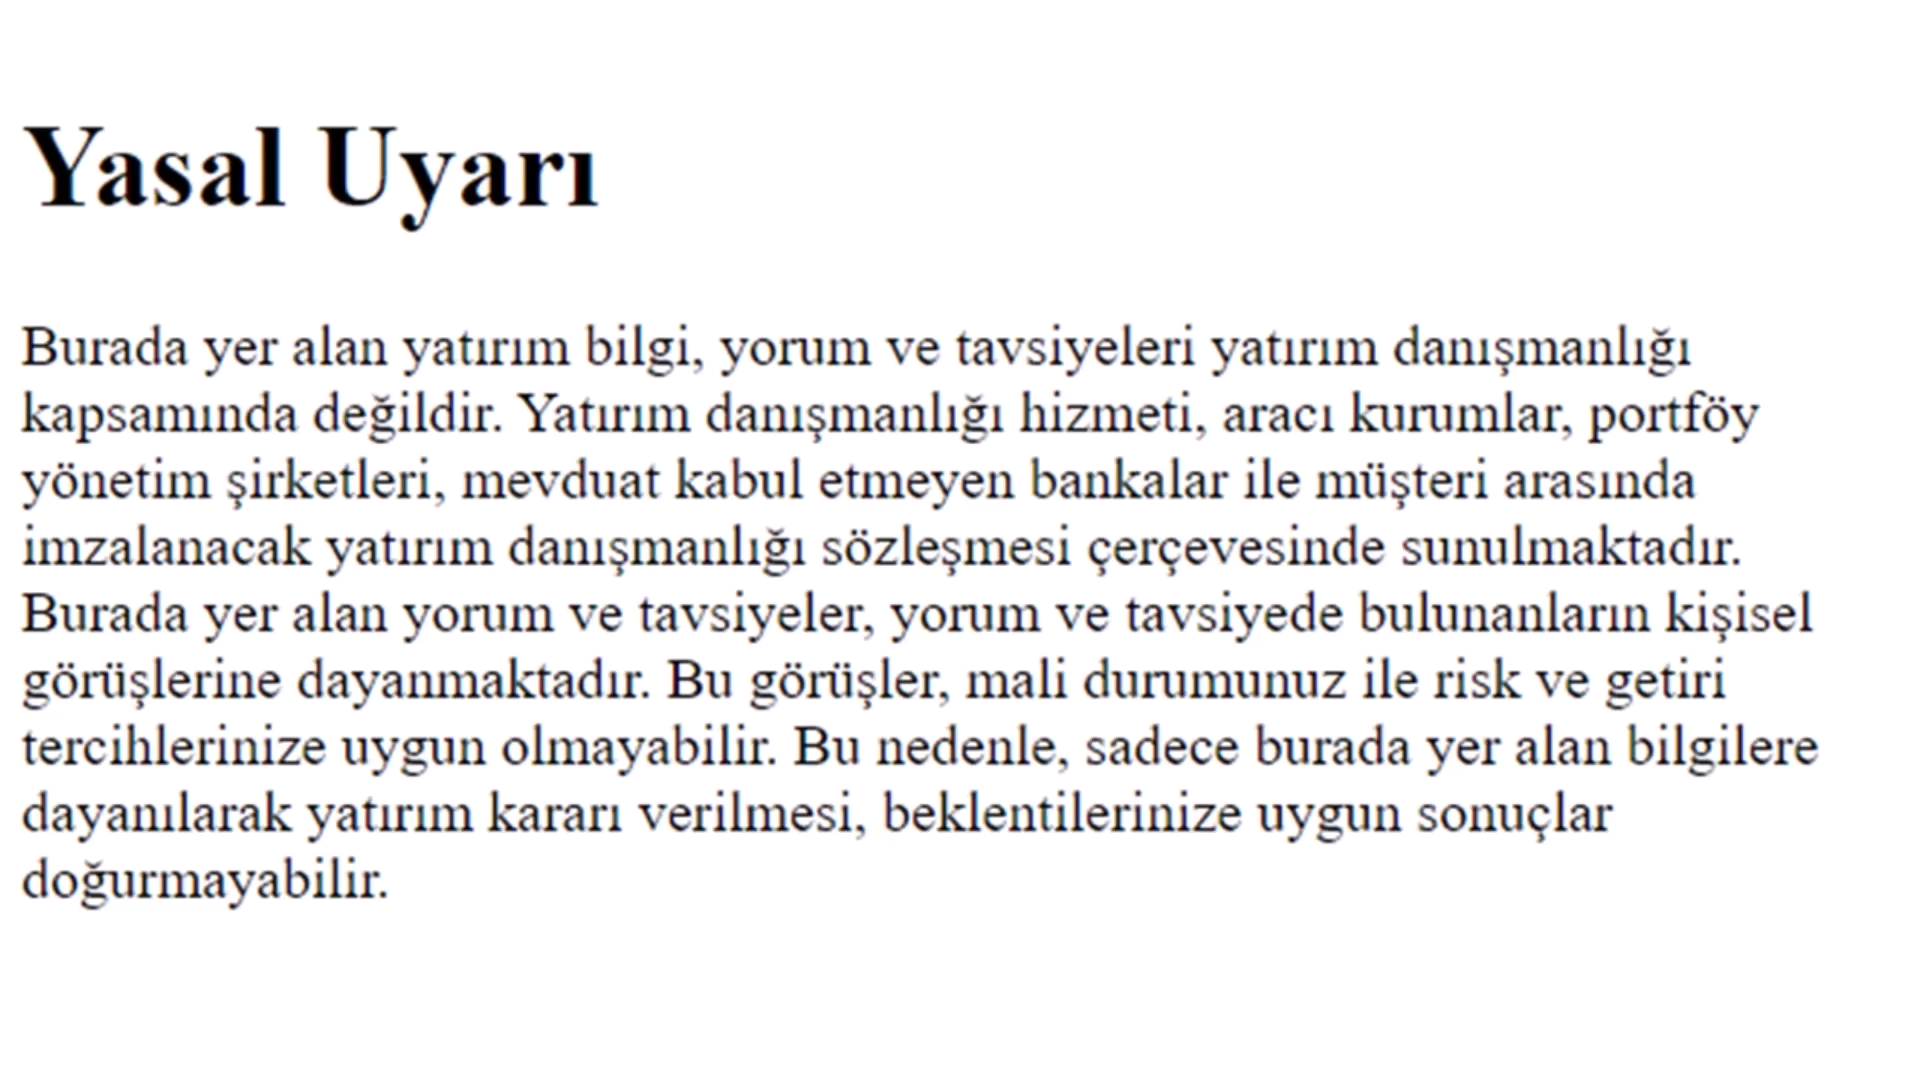 Yasal Uyarı
Burada yer alan yatırım bilgi, yorum ve tavsiyeleri yatırım danışmanlığı
kapsamında değildir. Yatırım danışmanlığı hizmeti, aracı kurumlar, portföy
yönetim şirketleri, mevduat kabul etmeyen bankalar ile müşteri arasında
imzalanacak yatırım danışmanlığı sözleşmesi çerçevesinde sunulmaktadır.
Burada yer alan yorum ve tavsiyeler, yorum ve tavsiyede bulunanların kişisel
görüşlerine dayanmaktadır. Bu görüşler, mali durumunuz ile risk ve getiri
tercihlerinize uygun olmayabilir. Bu nedenle, sadece burada yer alan bilgilere
dayanılarak yatırım kararı verilmesi, beklentilerinize uygun sonuçlar
doğurmayabilir.